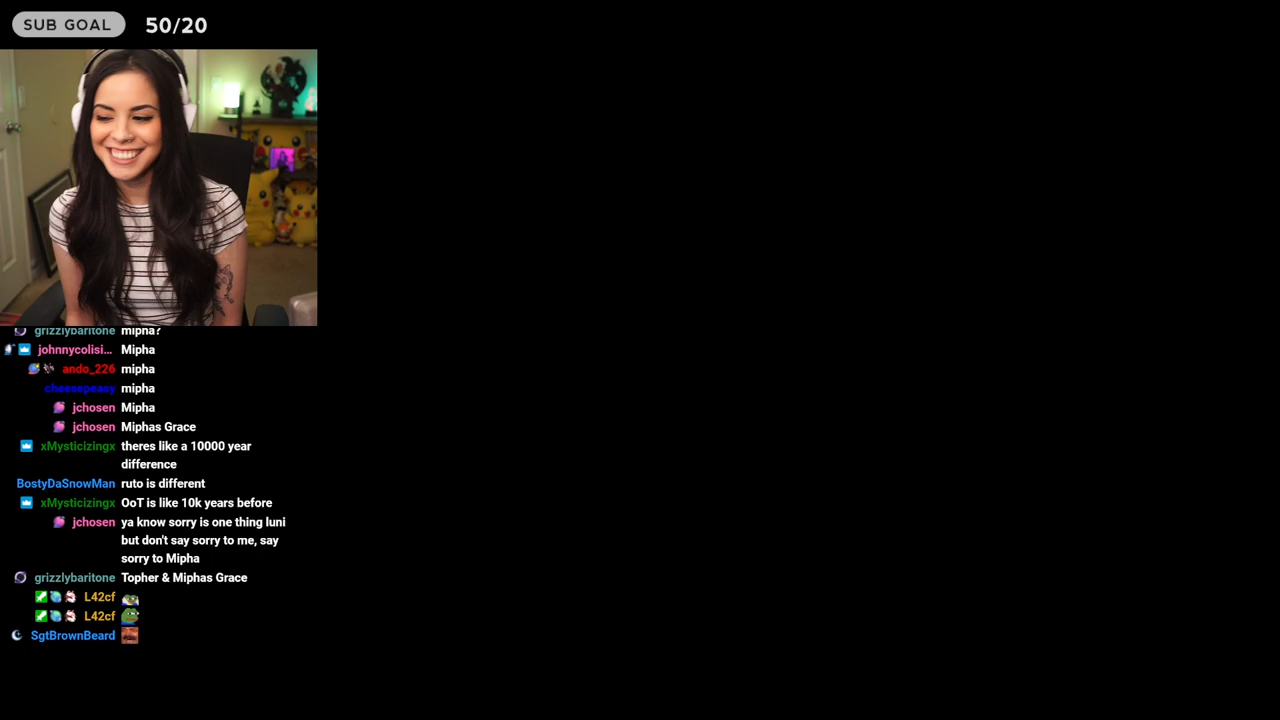 SUB GOAL 50/20
grizzlybaritone mipha?
johnnycolisi... Mipha
ando_226 mipha
cheesepeasy mipha
jchosen Mipha
jchosen Miphas Grace
xMysticizingx theres like a 10000 year
difference
BostyDaSnowMan ruto is different
xMysticizingx OoT is like 10k years before
jchosen ya know sorry is one thing luni
but don't say sorry to me, say
sorry to Mipha
grizzlybaritone Topher & Miphas Grace
L42cf
L42cf
SgtBrownBeard